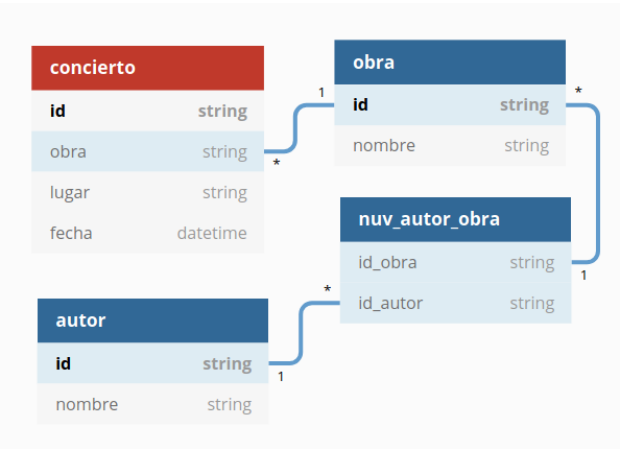 concierto
id string
obra string
lugar string
fecha datetime
1
*
obra
id string
nombre string
*
nuv_autor_obra
id_obra string
id_autor string
1
*
autor
id string
nombre string
1